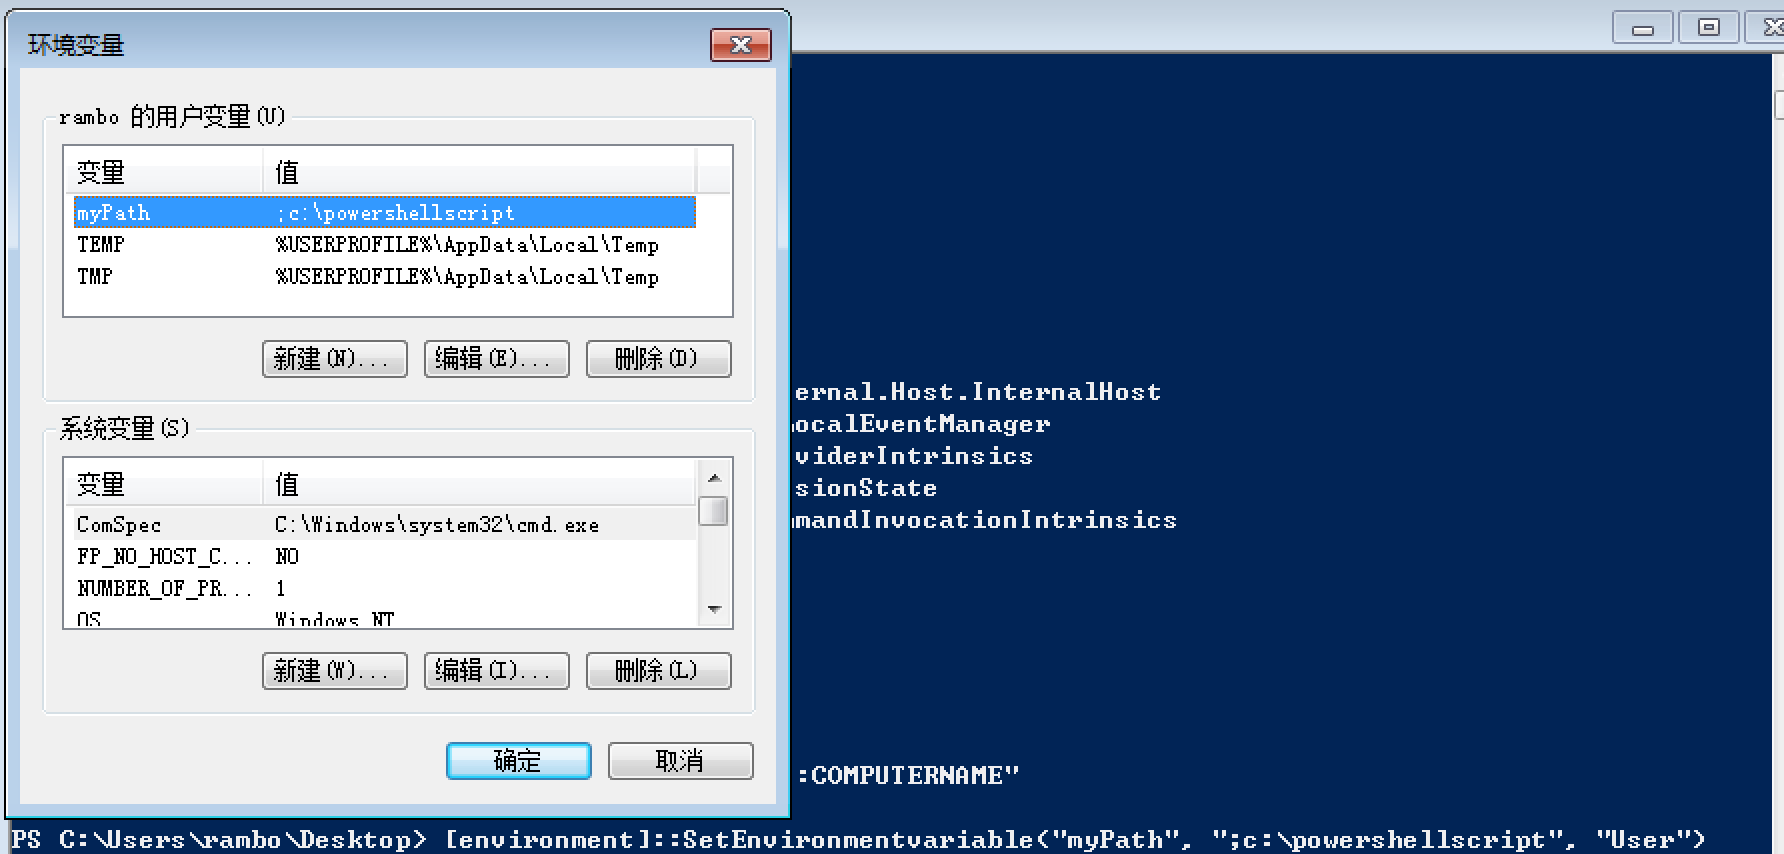 环境变量
rambo 的用户变量(U)
变量 值
myPath ;c:\powershellscript
TEMP %USERPROFILE%\AppData\Local\Temp
TMP %USERPROFILE%\AppData\Local\Temp
新建(N)... 编辑(E)... 删除(D)
系统变量(S)
变量 值
ComSpec C:\Windows\system32\cmd.exe
FP_NO_HOST_C... NO
NUMBER_OF_PR... 1
OS Windows_NT
新建(W)... 编辑(I)... 删除(L)
确定 取消
ernal.Host.InternalHost
ocalEventManager
viderIntrinsics
sionState
mandInvocationIntrinsics
:COMPUTERNAME"
PS C:\Users\rambo\Desktop> [environment]::SetEnvironmentvariable("myPath", ";c:\powershellscript", "User")